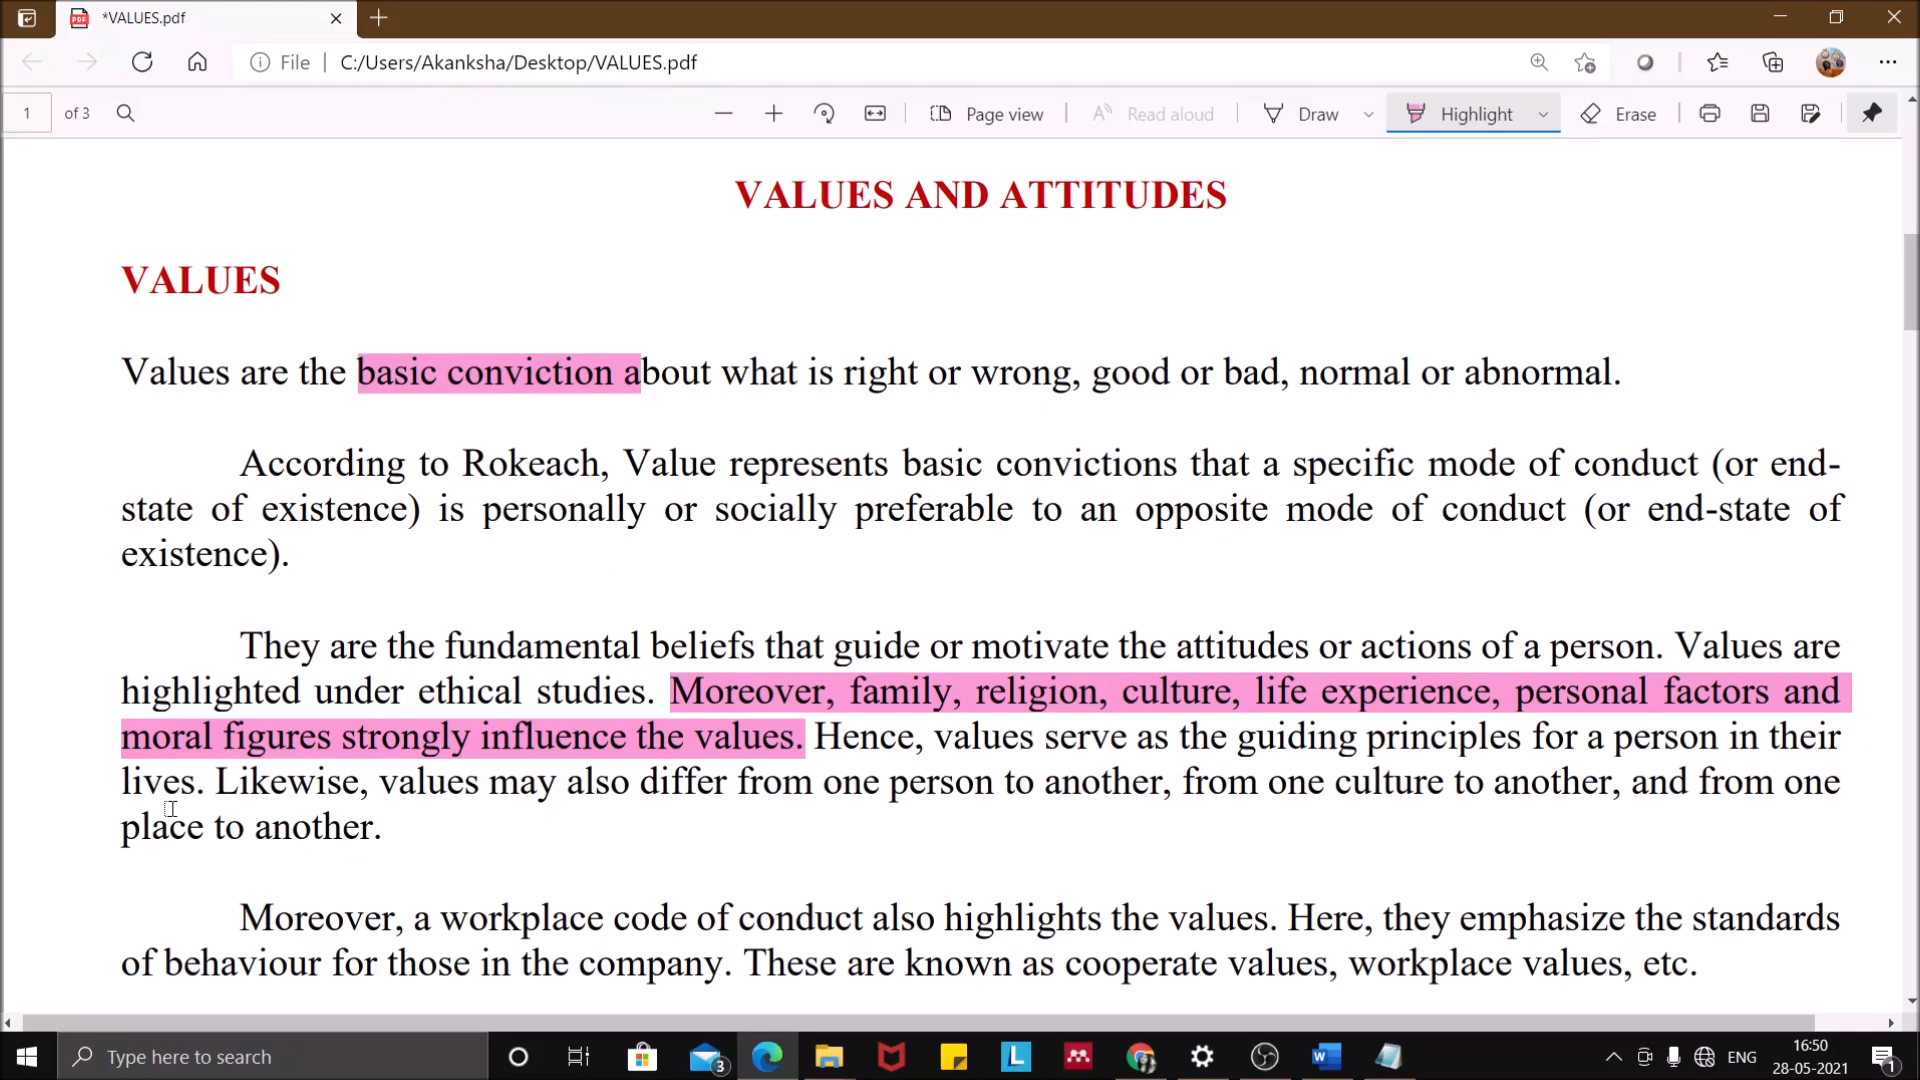 *VALUES.pdf
File | C:/Users/Akanksha/Desktop/VALUES.pdf
1 of 3 Page view Read aloud Draw Highlight Erase
VALUES AND ATTITUDES
VALUES
Values are the basic conviction about what is right or wrong, good or bad, normal or abnormal.
According to Rokeach, Value represents basic convictions that a specific mode of conduct (or end-
state of existence) is personally or socially preferable to an opposite mode of conduct (or end-state of
existence).
They are the fundamental beliefs that guide or motivate the attitudes or actions of a person. Values are
highlighted under ethical studies. Moreover, family, religion, culture, life experience, personal factors and
moral figures strongly influence the values. Hence, values serve as the guiding principles for a person in their
lives. Likewise, values may also differ from one person to another, from one culture to another, and from one
place to another.
Moreover, a workplace code of conduct also highlights the values. Here, they emphasize the standards
of behaviour for those in the company. These are known as cooperate values, workplace values, etc.
Type here to search 3 L W ENG 16:50
28-05-2021 1